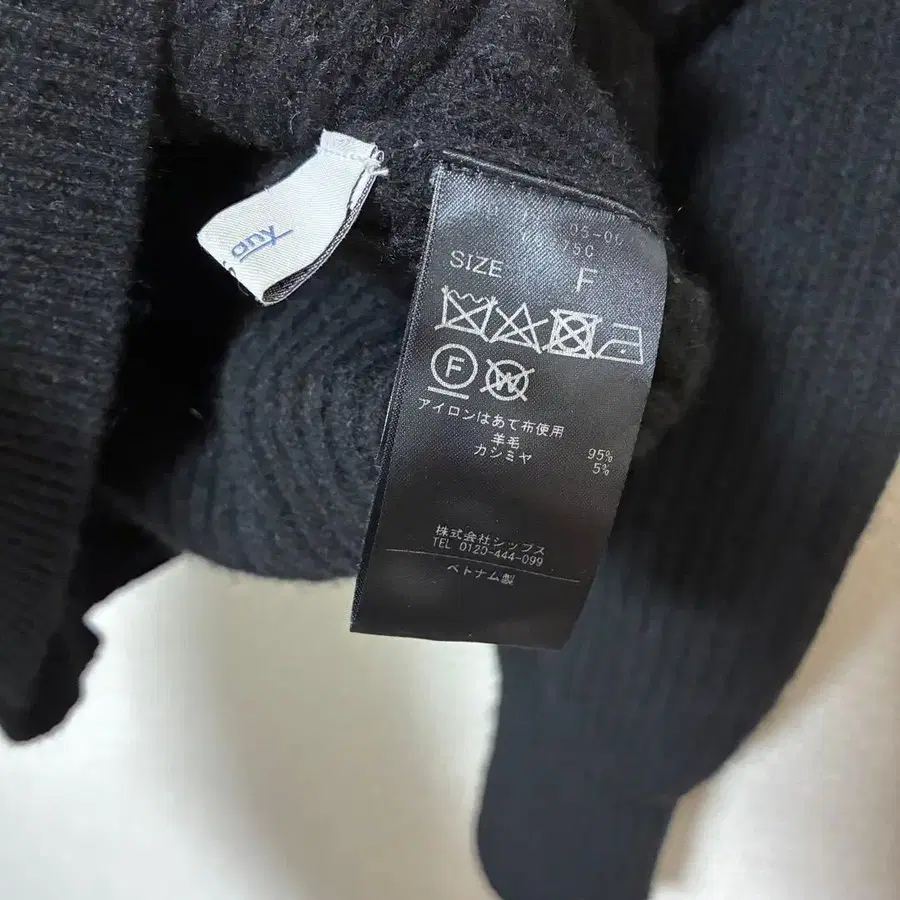 any
SIZE F
F
W
アイロンはあて布使用
羊毛 95%
カシミヤ 5%
株式会社シップス
TEL 0120-444-099
ベトナム製